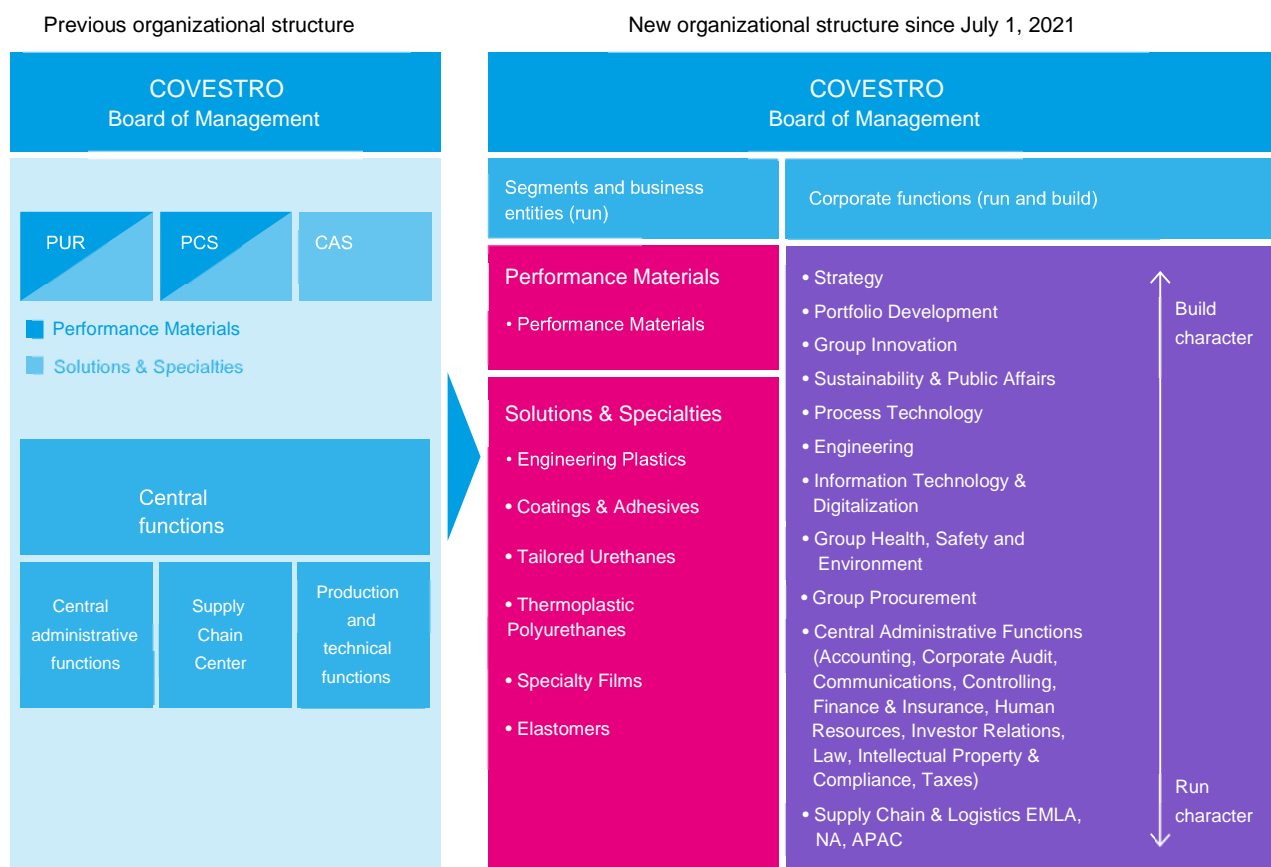 Previous organizational structure
COVESTRO
Board of Management
PUR
PCS
CAS
Performance Materials
Solutions & Specialties
Central
functions
Central
administrative
functions
Supply
Chain
Center
Production
and
technical
functions
New organizational structure since July 1, 2021
COVESTRO
Board of Management
Segments and business
entities (run)
Performance Materials
• Performance Materials
Solutions & Specialties
• Engineering Plastics
• Coatings & Adhesives
• Tailored Urethanes
• Thermoplastic
Polyurethanes
• Specialty Films
• Elastomers
Corporate functions (run and build)
• Strategy
• Portfolio Development
• Group Innovation
• Sustainability & Public Affairs
• Process Technology
• Engineering
• Information Technology &
Digitalization
• Group Health, Safety and
Environment
• Group Procurement
• Central Administrative Functions
(Accounting, Corporate Audit,
Communications, Controlling,
Finance & Insurance, Human
Resources, Investor Relations,
Law, Intellectual Property &
Compliance, Taxes)
• Supply Chain & Logistics EMLA,
NA, APAC
Build
character
Run
character